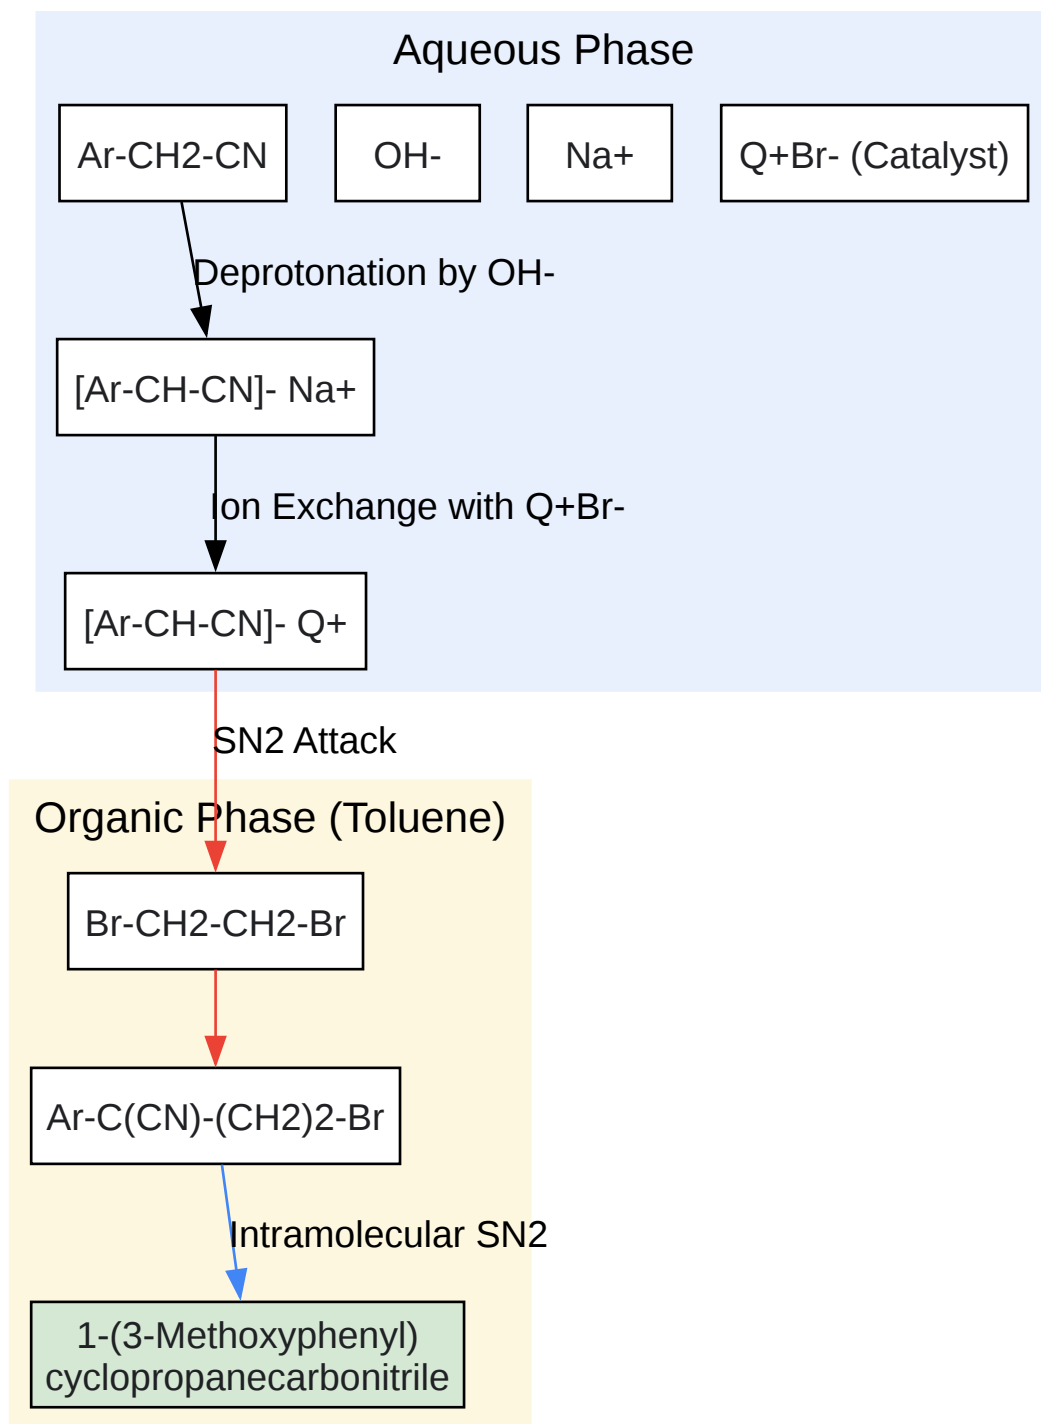 Aqueous Phase
Ar-CH2-CN
OH-
Na+
Q+Br- (Catalyst)
Deprotonation by OH-
[Ar-CH-CN]- Na+
Ion Exchange with Q+Br-
[Ar-CH-CN]- Q+
SN2 Attack
Organic Phase (Toluene)
Br-CH2-CH2-Br
Ar-C(CN)-(CH2)2-Br
Intramolecular SN2
1-(3-Methoxyphenyl)
cyclopropanecarbonitrile